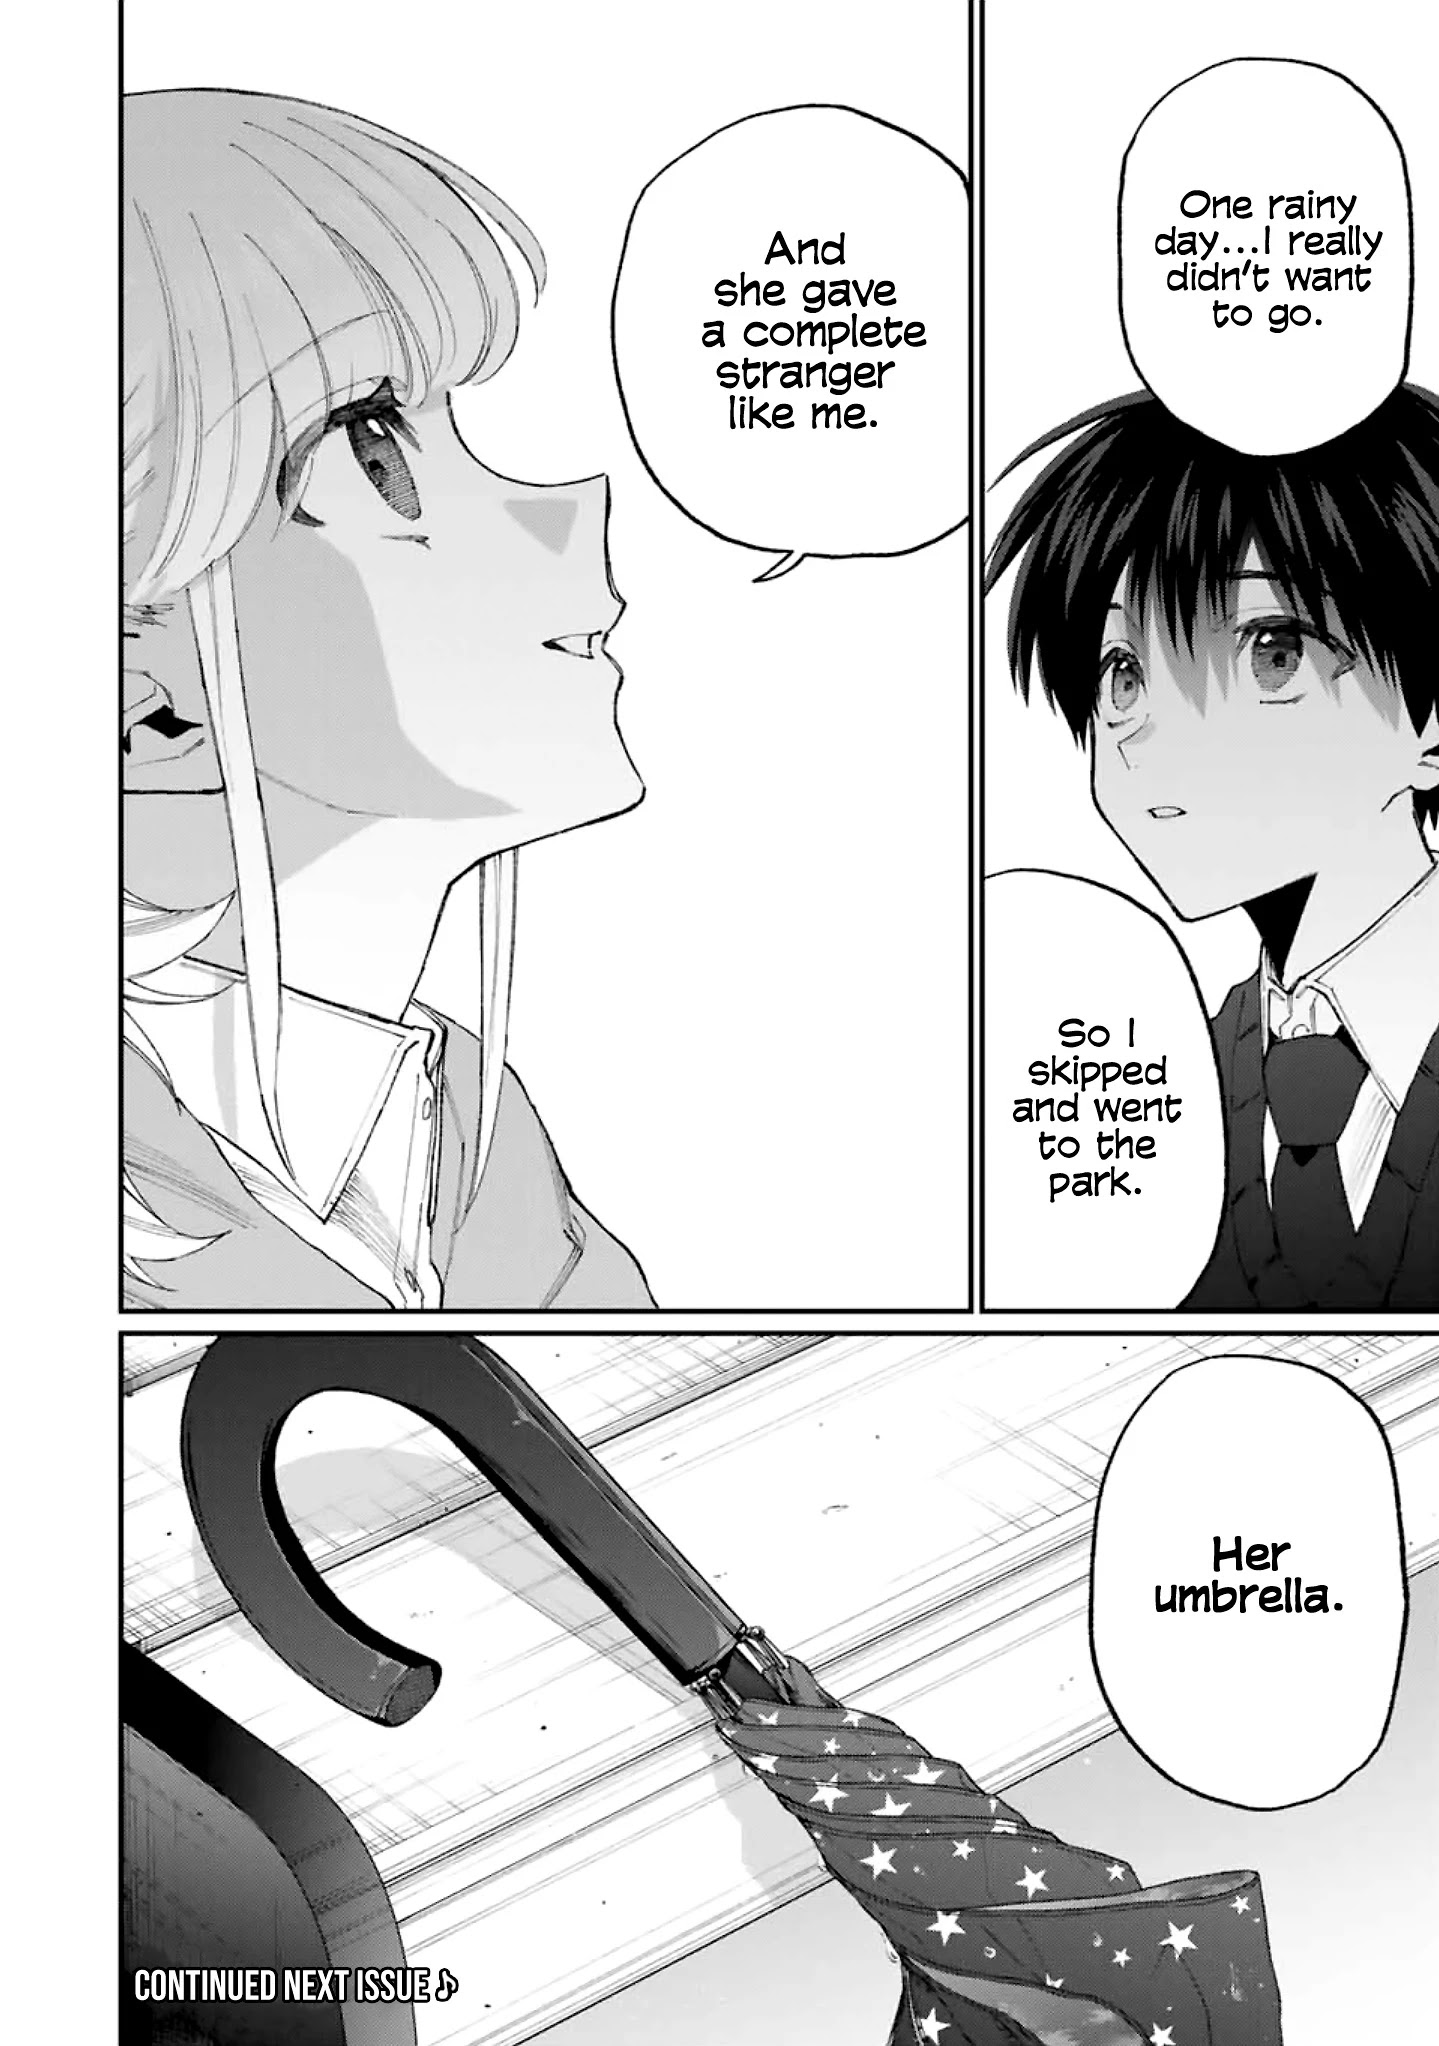 One rainy
day...I really
didn't want
to go.
So I
skipped
and went
to the
park.
And
she gave
a complete
stranger
like me.
Her
umbrella.
CONTINUED NEXT ISSUE ♪